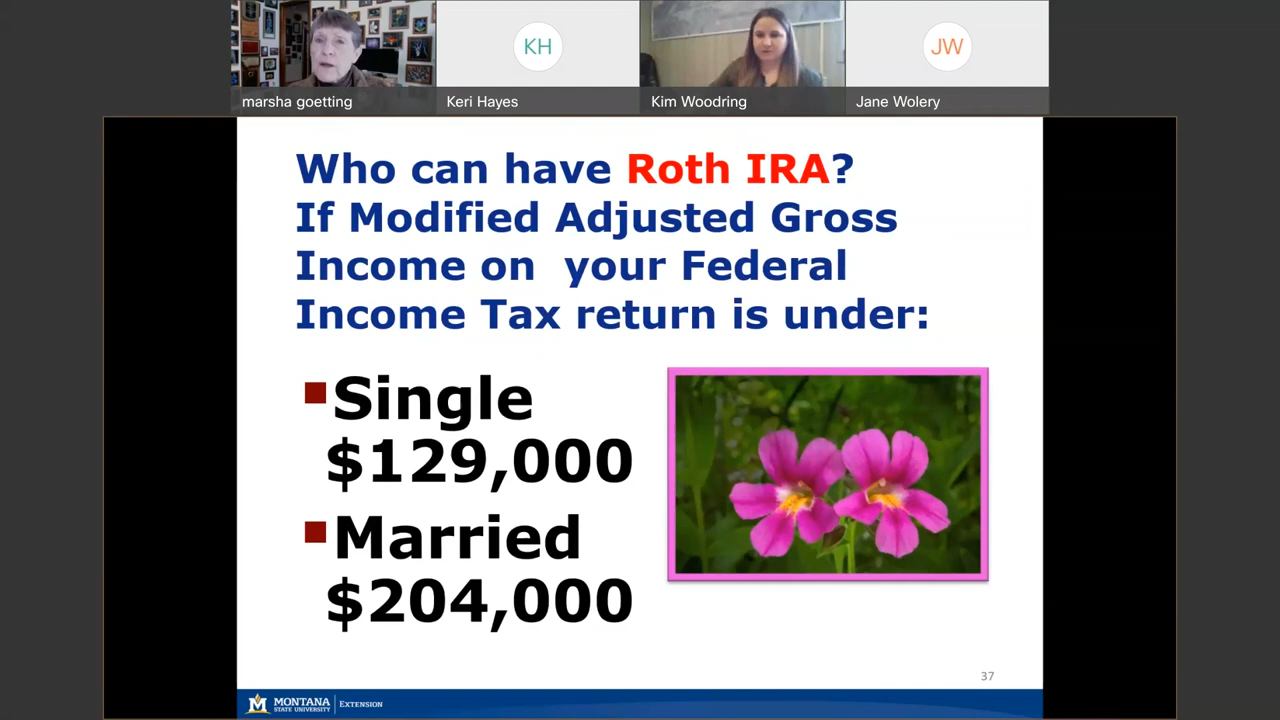 marsha goetting
KH
Keri Hayes
Kim Woodring
JW
Jane Wolery
Who can have Roth IRA?
If Modified Adjusted Gross
Income on your Federal
Income Tax return is under:
Single
$129,000
Married
$204,000
37
MONTANA
STATE UNIVERSITY
EXTENSION